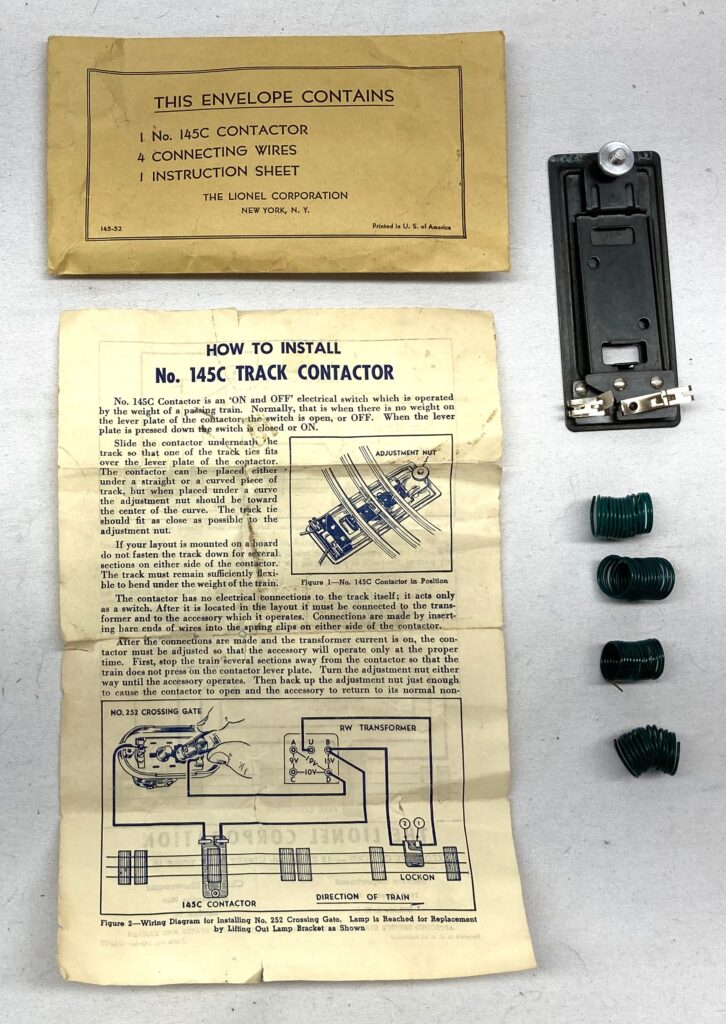 THIS ENVELOPE CONTAINS
1 No. 145C CONTACTOR
4 CONNECTING WIRES
1 INSTRUCTION SHEET
THE LIONEL CORPORATION
NEW YORK, N. Y.
145-52
Printed in U. S. of America
HOW TO INSTALL
No. 145C TRACK CONTACTOR
No. 145C Contactor is an 'ON and OFF' electrical switch which is operated
by the weight of a passing train. Normally, that is when there is no weight on
the lever plate of the contactor, the switch is open, or OFF. When the lever
plate is pressed down the switch is closed or ON.
Slide the contactor underneath the
track so that one of the track ties fits
over the lever plate of the contactor.
The contactor can be placed either
under a straight or a curved piece of
track, but when placed under a curve
the adjustment nut should be toward
the center of the curve. The track tie
should fit as close as possible to the
adjustment nut.
ADJUSTMENT NUT
Figure 1—No. 145C Contactor in Position
If your layout is mounted on a board
do not fasten the track down for several
sections on either side of the contactor.
The track must remain sufficiently flexi-
ble to bend under the weight of the train.
The contactor has no electrical connections to the track itself; it acts only
as a switch. After it is located in the layout it must be connected to the trans-
former and to the accessory which it operates. Connections are made by insert-
ing bare ends of wires into the spring clips on either side of the contactor.
After the connections are made and the transformer current is on, the con-
tactor must be adjusted so that the accessory will operate only at the proper
time. First, stop the train several sections away from the contactor so that the
train does not press on the contactor lever plate. Turn the adjustment nut either
way until the accessory operates. Then back up the adjustment nut just enough
to cause the contactor to open and the accessory to return to its normal non-
No. 252 CROSSING GATE
RW TRANSFORMER
A U B
9V 15V
C 10V D
2 1
LOCKON
145C CONTACTOR
DIRECTION OF TRAIN
Figure 2—Wiring Diagram for Installing No. 252 Crossing Gate. Lamp is Reached for Replacement
by Lifting Out Lamp Bracket as Shown